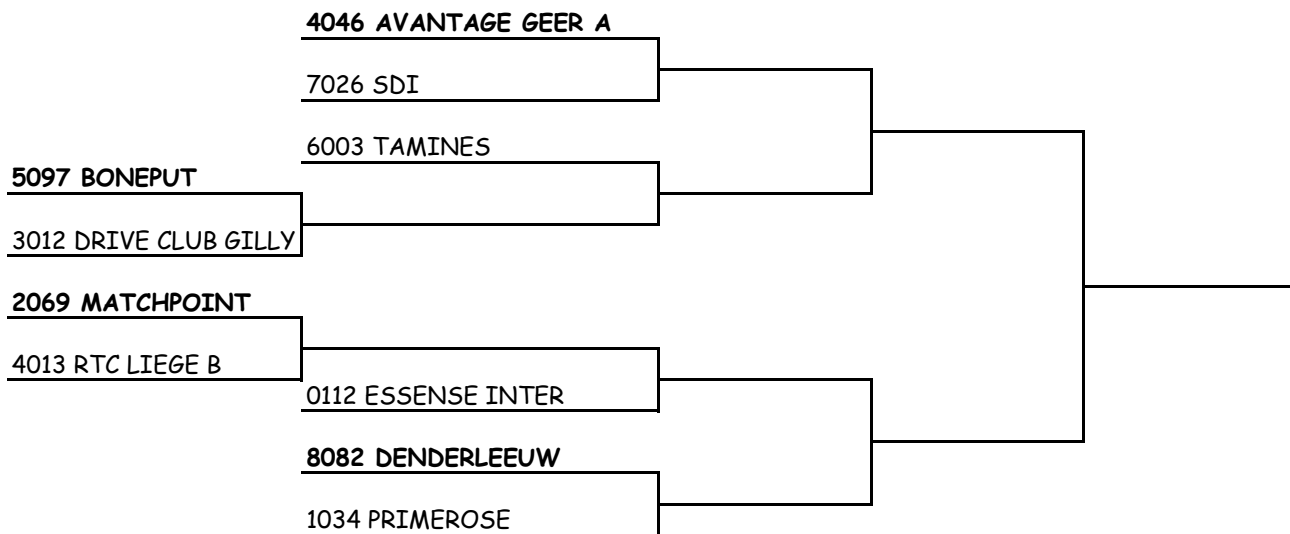 4046 AVANTAGE GEER A
7026 SDI
6003 TAMINES
5097 BONEPUT
3012 DRIVE CLUB GILLY
2069 MATCHPOINT
4013 RTC LIEGE B
0112 ESSENSE INTER
8082 DENDERLEEUW
1034 PRIMEROSE